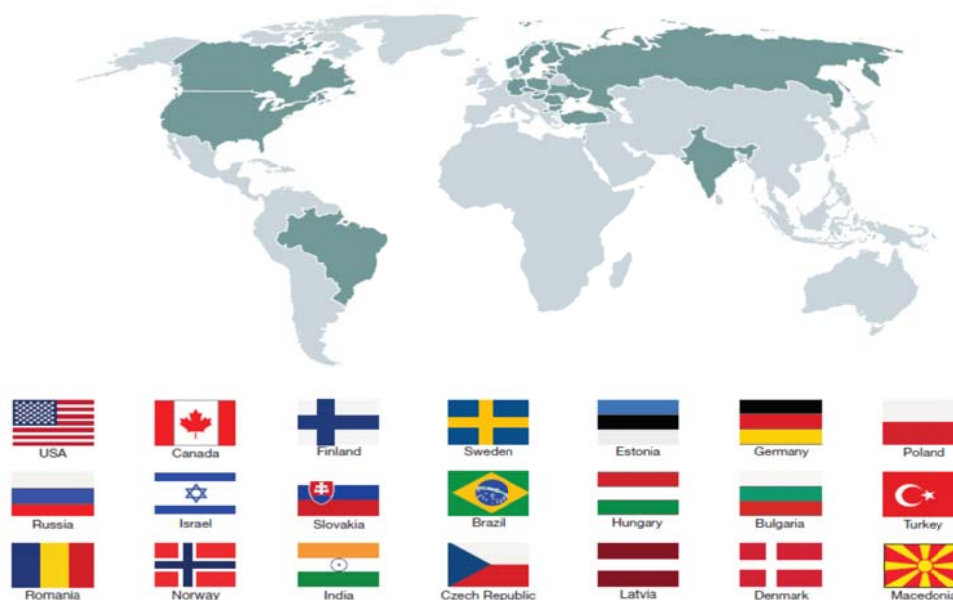 USA
Canada
Finland
Sweden
Estonia
Germany
Poland
Russia
Israel
Slovakia
Brazil
Hungary
Bulgaria
Turkey
Romania
Norway
India
Czech Republic
Latvia
Denmark
Macedonia